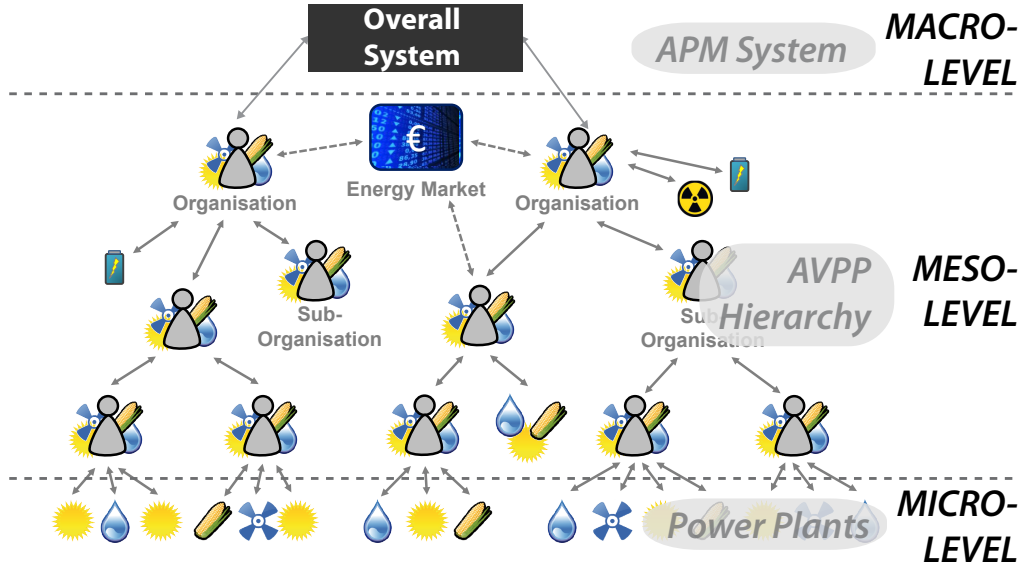 Overall
System
APM System
MACRO-
LEVEL
€
Energy Market
Organisation
Organisation
Sub-
Organisation
Sub-
Organisation
AVPP
Hierarchy
MESO-
LEVEL
Power Plants
MICRO-
LEVEL